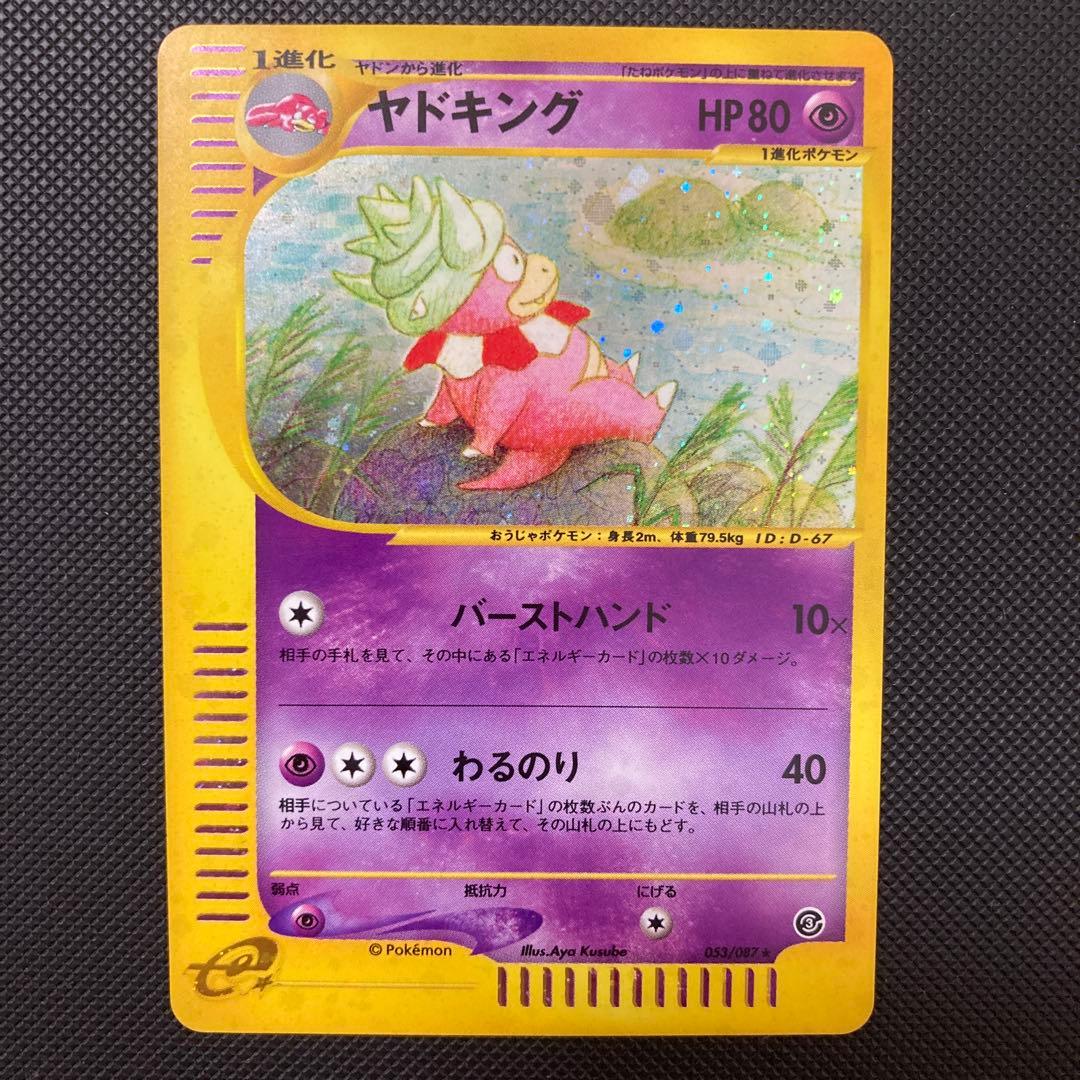 1進化
ヤドンから進化
「たねポケモン」の上に重ねて進化させます
ヤドキング HP80
1進化ポケモン
おうじゃポケモン：身長2m、体重79.5kg ID:D-67
バーストハンド 10×
相手の手札を見て、その中にある「エネルギーカード」の枚数×10ダメージ。
わるのり 40
相手についている「エネルギーカード」の枚数ぶんのカードを、相手の山札の上
から見て、好きな順番に入れ替えて、その山札の上にもどす。
弱点 抵抗力 にげる
3
©Pokémon Illus.Aya Kusube 053/087★
e